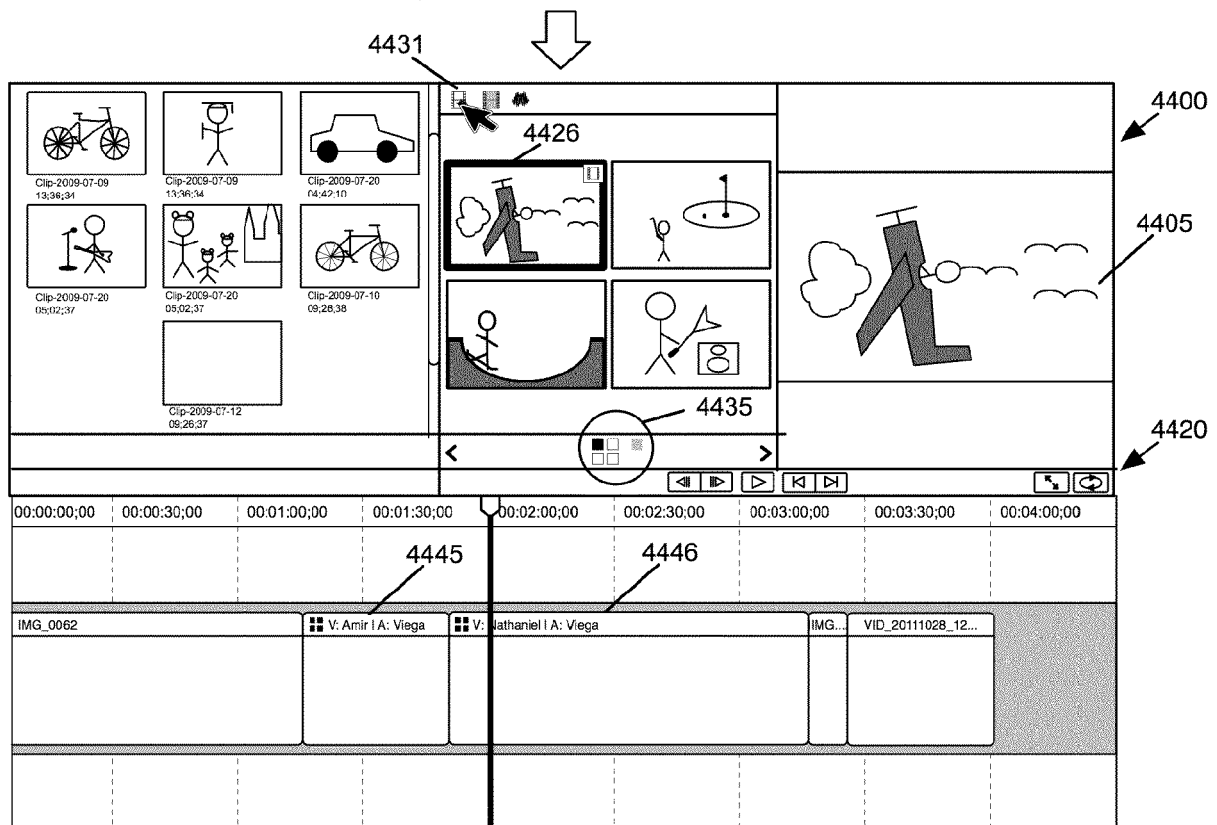 4431
4400
4426
Clip-2009-07-09
13;36;34
Clip-2009-07-09
13;36;34
Clip-2009-07-20
04;42;10
4405
Clip-2009-07-20
05;02;37
Clip-2009-07-20
05;02;37
Clip-2009-07-10
09;28;38
Clip-2009-07-12
09;26;37
4435
4420
00:00:00;00 00:00:30;00 00:01:00;00 00:01:30;00 00:02:00;00 00:02:30;00 00:03:00;00 00:03:30;00 00:04:00;00
4445
4446
IMG_0062
V: Amir | A: Viega
V: Nathaniel | A: Viega
IMG...
VID_20111028_12...